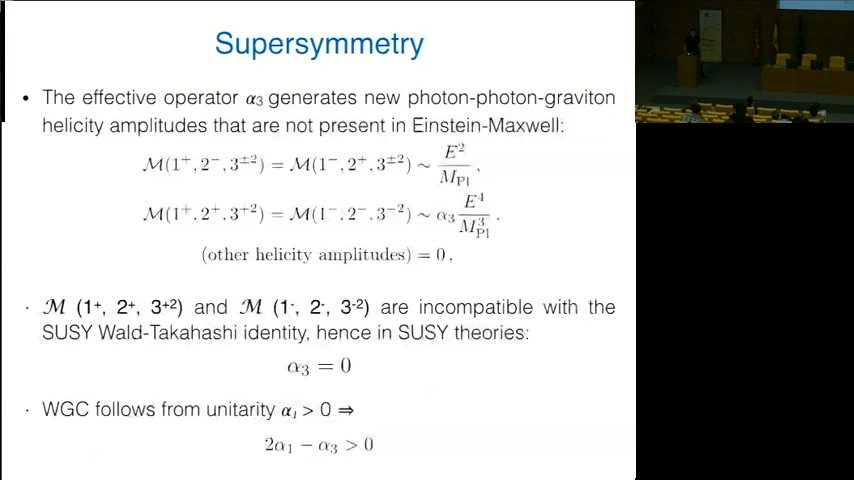 Supersymmetry
• The effective operator α₃ generates new photon-photon-graviton
helicity amplitudes that are not present in Einstein-Maxwell:
ℳ(1⁺, 2⁻, 3^{±2}) = ℳ(1⁻, 2⁺, 3^{±2}) ∼ E²/M_Pl ,
ℳ(1⁺, 2⁺, 3^{+2}) = ℳ(1⁻, 2⁻, 3^{−2}) ∼ α₃ E⁴/M³_Pl .
(other helicity amplitudes) = 0 .
· ℳ (1⁺, 2⁺, 3⁺²) and ℳ (1⁻, 2⁻, 3⁻²) are incompatible with the
SUSY Wald-Takahashi identity, hence in SUSY theories:
α₃ = 0
· WGC follows from unitarity α₁ > 0 ⇒
2α₁ − α₃ > 0